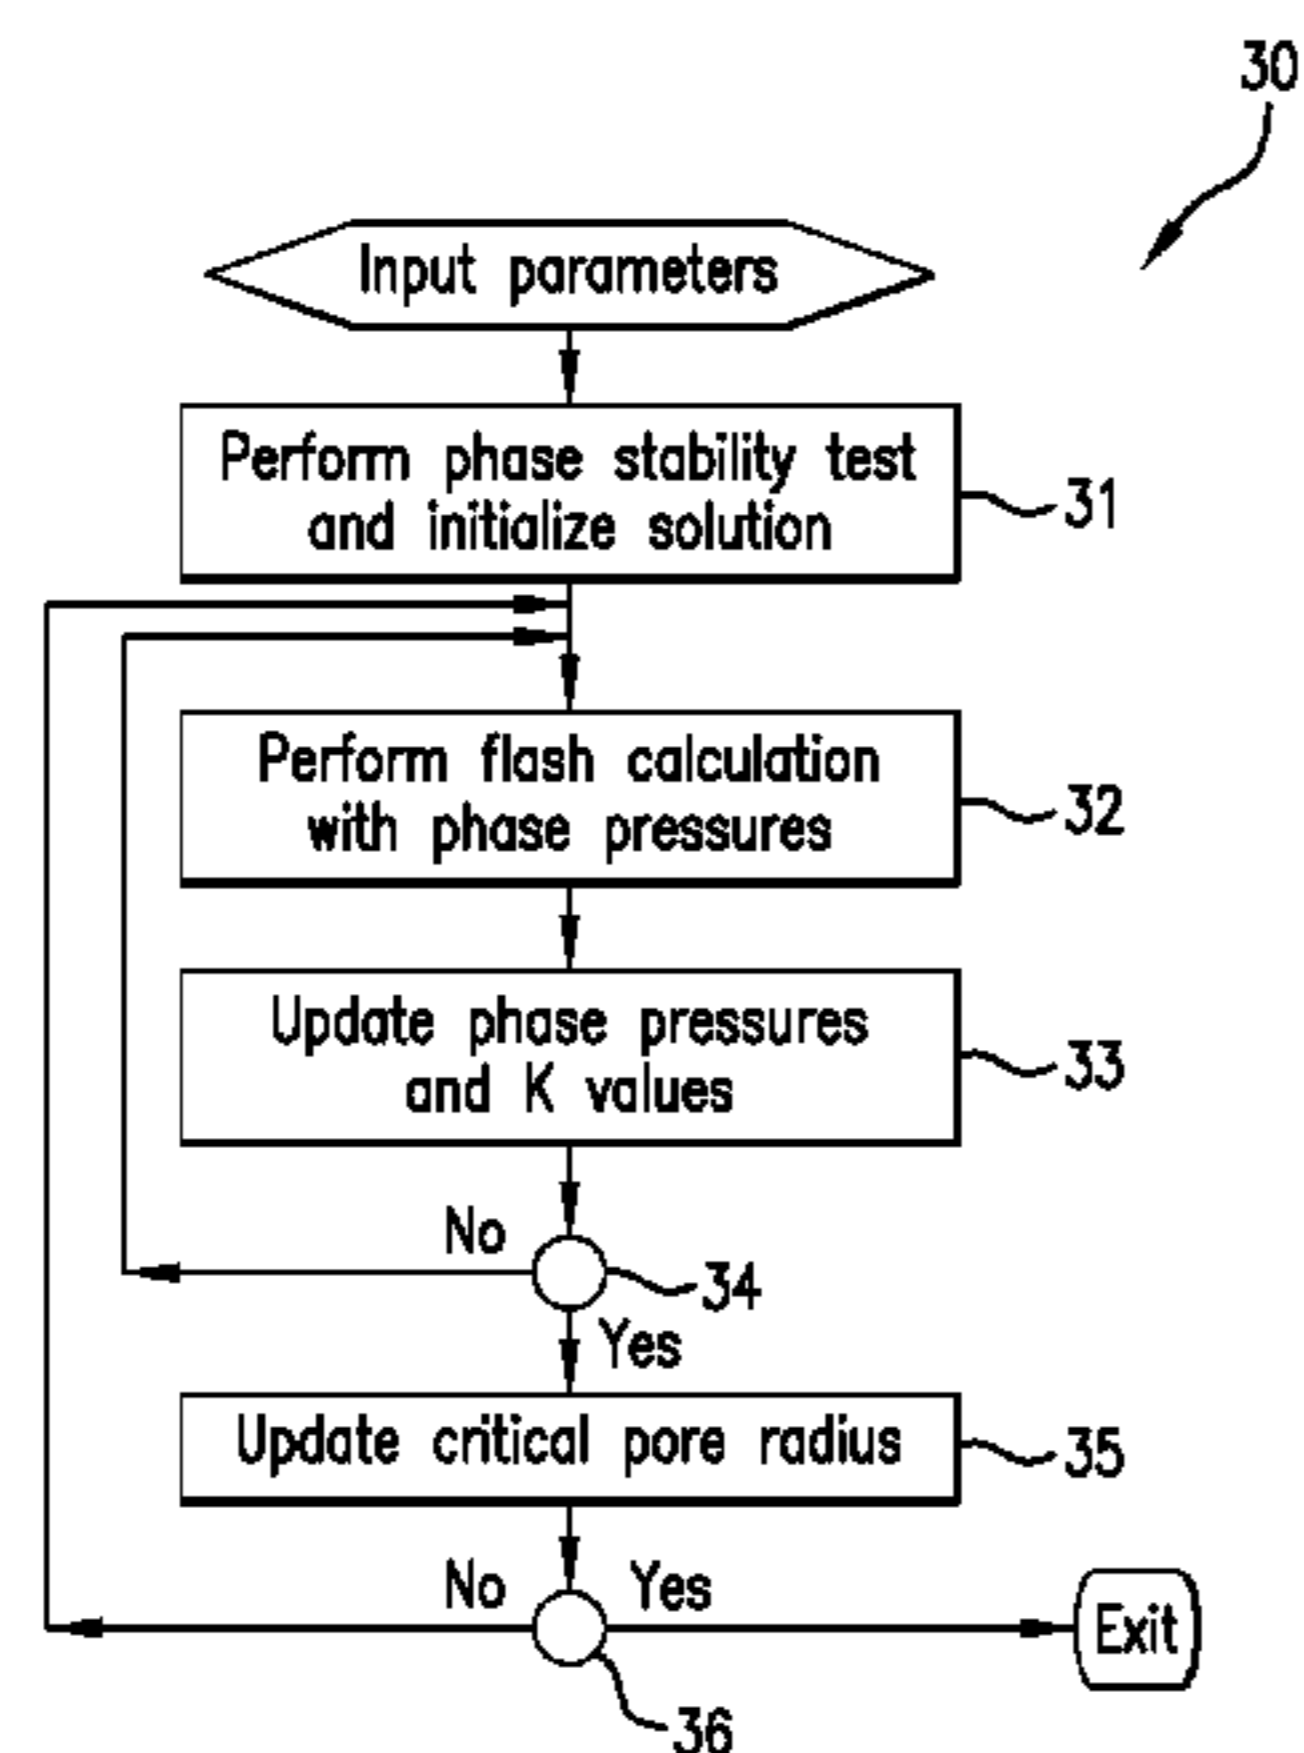 30
Input parameters
Perform phase stability test
and initialize solution
31
Perform flash calculation
with phase pressures
32
Update phase pressures
and K values
33
No
34
Yes
Update critical pore radius
35
No
Yes
Exit
36